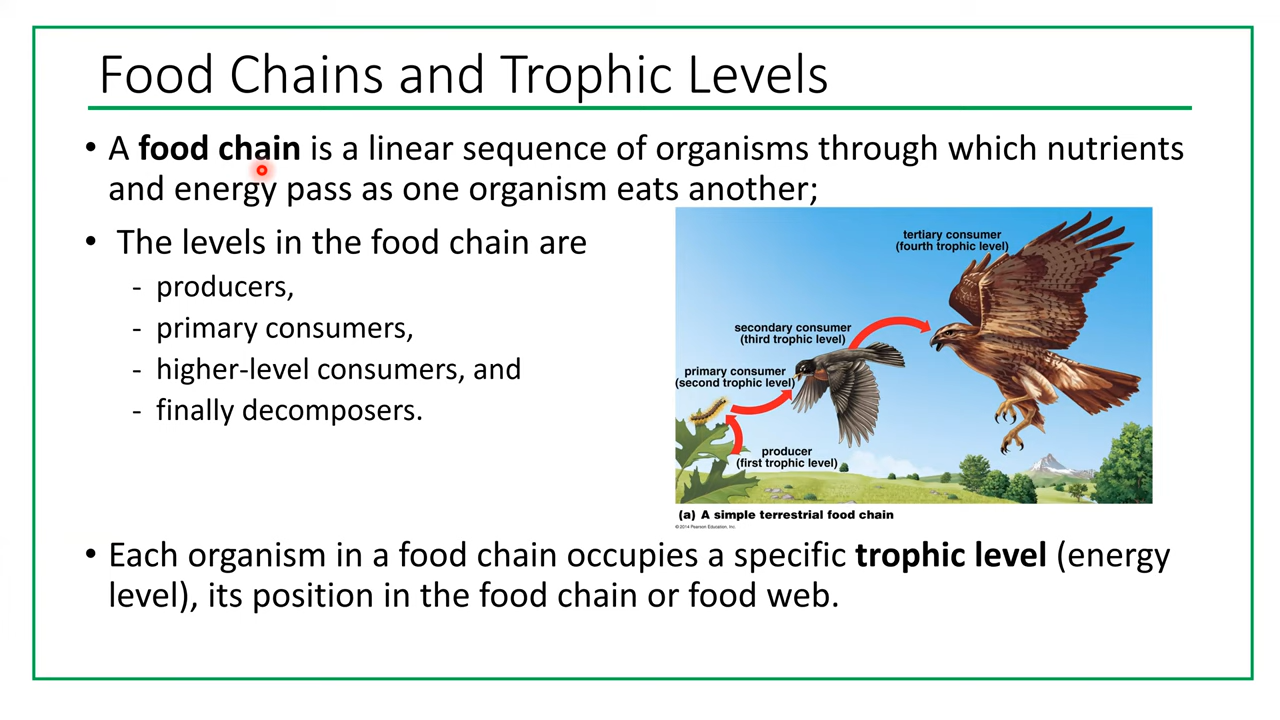 Food Chains and Trophic Levels
• A food chain is a linear sequence of organisms through which nutrients
and energy pass as one organism eats another;
• The levels in the food chain are
- producers,
- primary consumers,
- higher-level consumers, and
- finally decomposers.
tertiary consumer
(fourth trophic level)
secondary consumer
(third trophic level)
primary consumer
(second trophic level)
producer
(first trophic level)
(a) A simple terrestrial food chain
© 2014 Pearson Education, Inc.
• Each organism in a food chain occupies a specific trophic level (energy
level), its position in the food chain or food web.